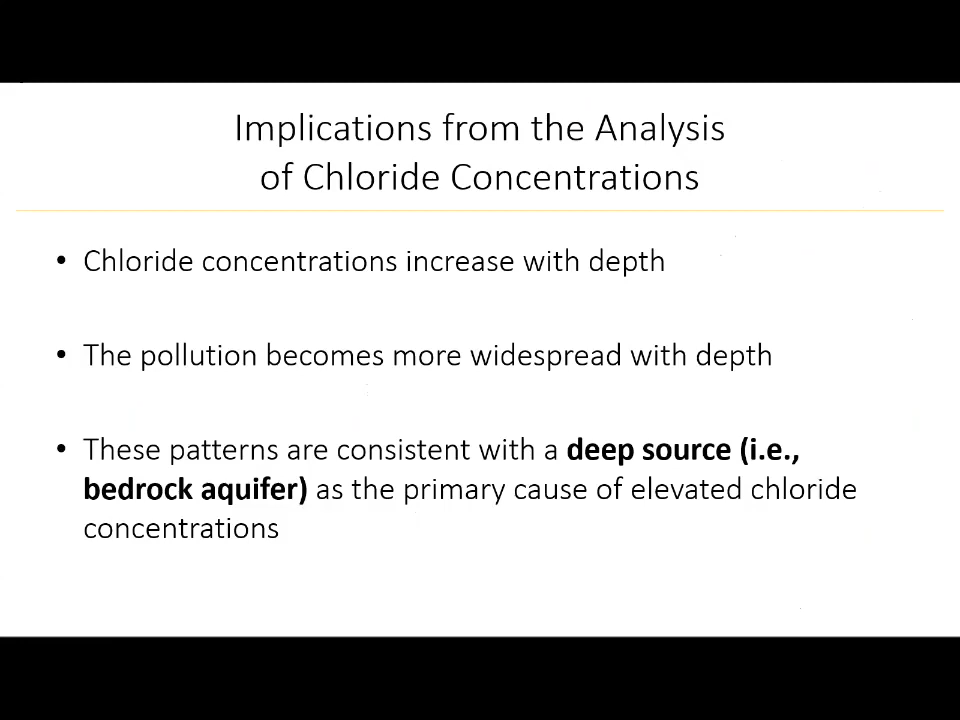 Implications from the Analysis
of Chloride Concentrations
• Chloride concentrations increase with depth
• The pollution becomes more widespread with depth
• These patterns are consistent with a deep source (i.e.,
bedrock aquifer) as the primary cause of elevated chloride
concentrations